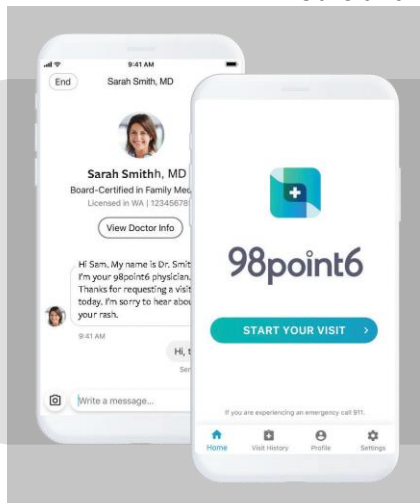 9:41 AM
End
Sarah Smith, MD
Sarah Smithh, MD
Board-Certified in Family Med
Licensed in WA | 12345678
View Doctor Info
Hi Sam. My name is Dr. Smit
I'm your 98point6 physician.
Thanks for requesting a visit
today. I'm sorry to hear abou
your rash.
9:41 AM
Hi, t
Sen
Write a message...
98point6
START YOUR VISIT
If you are experiencing an emergency call 911.
Home
Visit History
Profile
Settings